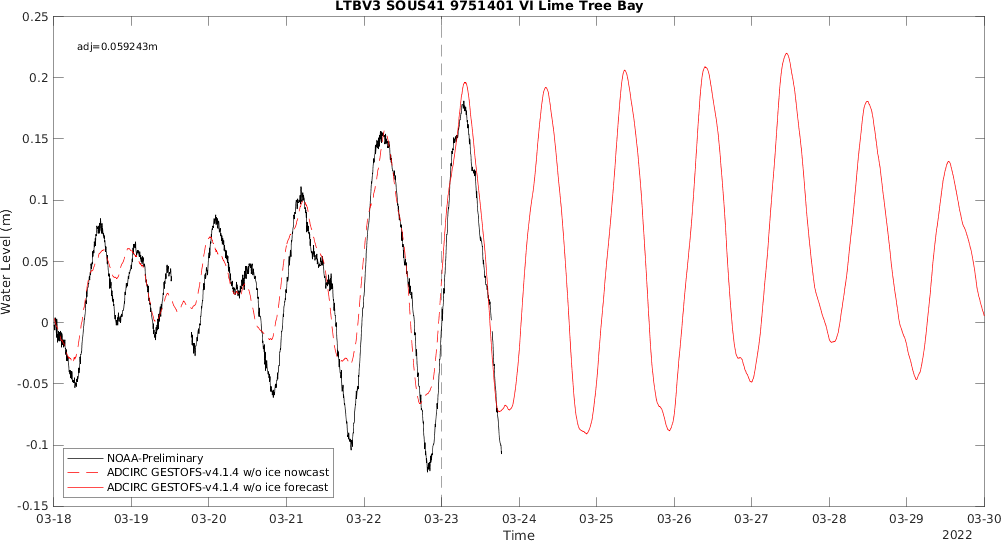 LTBV3 SOUS41 9751401 VI Lime Tree Bay
adj=0.059243m
0.25
0.2
0.15
0.1
0.05
0
-0.05
-0.1
-0.15
Water Level (m)
NOAA-Preliminary
ADCIRC GESTOFS-v4.1.4 w/o ice nowcast
ADCIRC GESTOFS-v4.1.4 w/o ice forecast
03-18 03-19 03-20 03-21 03-22 03-23 03-24 03-25 03-26 03-27 03-28 03-29 03-30
Time
2022